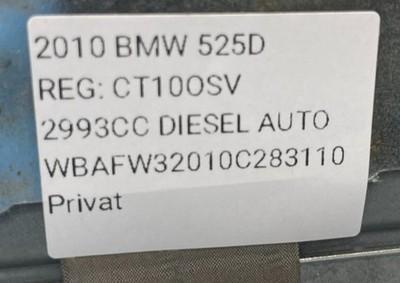 2010 BMW 525D
REG: CT10OSV
2993CC DIESEL AUTO
WBAFW32010C283110
Privat